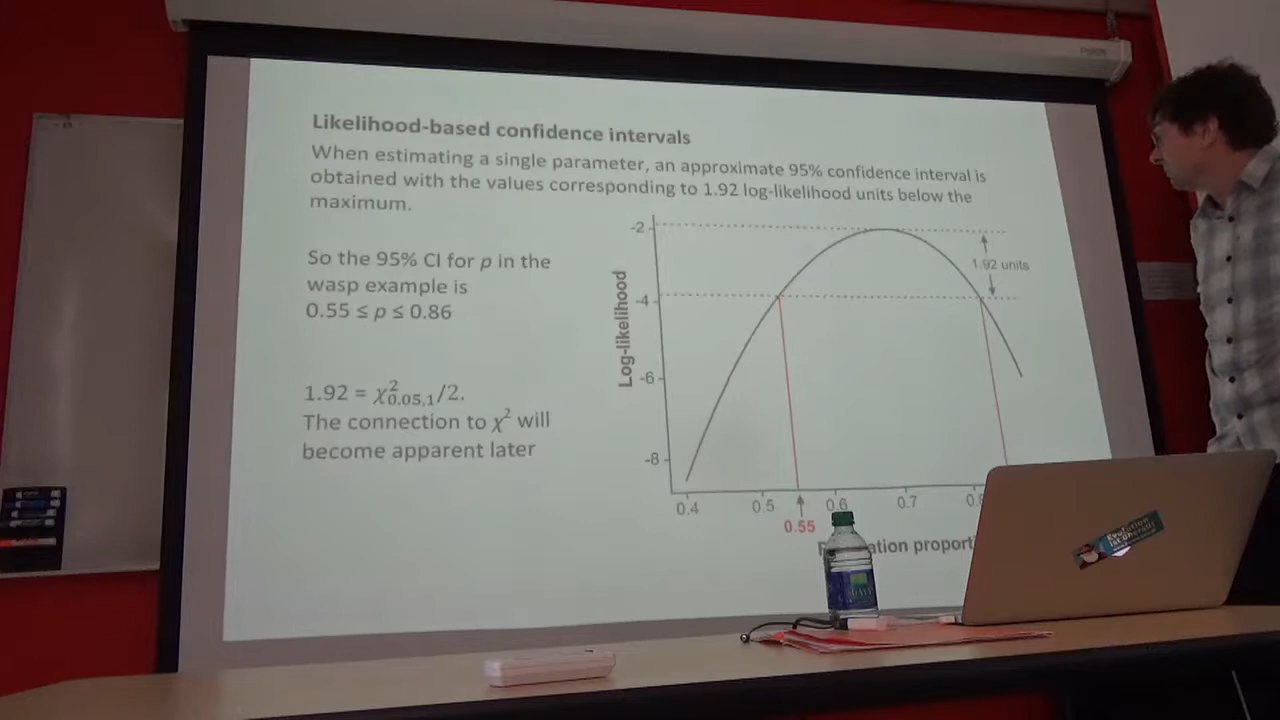 Likelihood-based confidence intervals
When estimating a single parameter, an approximate 95% confidence interval is
obtained with the values corresponding to 1.92 log-likelihood units below the
maximum.
So the 95% CI for p in the
wasp example is
0.55 ≤ p ≤ 0.86
1.92 = χ²0.05,1/2.
The connection to χ² will
become apparent later
Log-likelihood
-2
-4
-6
-8
1.92 units
0.4 0.5 0.6 0.7
0.55
Evolution